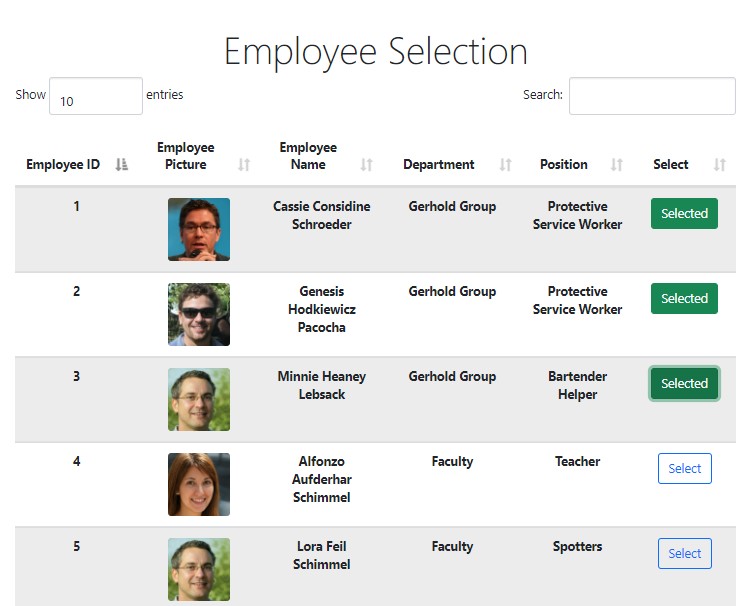 Employee Selection
Show 10 entries Search:
Employee ID Employee Picture Employee Name Department Position Select
1 Cassie Considine Schroeder Gerhold Group Protective Service Worker Selected
2 Genesis Hodkiewicz Pacocha Gerhold Group Protective Service Worker Selected
3 Minnie Heaney Lebsack Gerhold Group Bartender Helper Selected
4 Alfonzo Aufderhar Schimmel Faculty Teacher Select
5 Lora Feil Schimmel Faculty Spotters Select